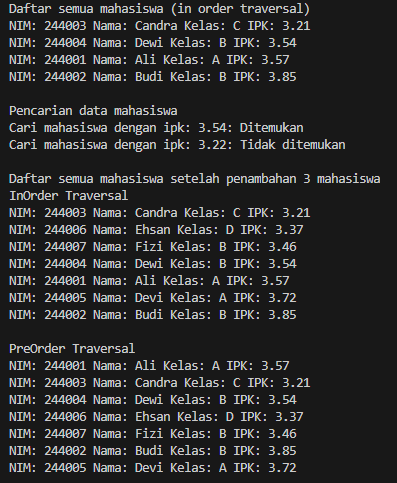 Daftar semua mahasiswa (in order traversal)
NIM: 244003 Nama: Candra Kelas: C IPK: 3.21
NIM: 244004 Nama: Dewi Kelas: B IPK: 3.54
NIM: 244001 Nama: Ali Kelas: A IPK: 3.57
NIM: 244002 Nama: Budi Kelas: B IPK: 3.85
Pencarian data mahasiswa
Cari mahasiswa dengan ipk: 3.54: Ditemukan
Cari mahasiswa dengan ipk: 3.22: Tidak ditemukan
Daftar semua mahasiswa setelah penambahan 3 mahasiswa
InOrder Traversal
NIM: 244003 Nama: Candra Kelas: C IPK: 3.21
NIM: 244006 Nama: Ehsan Kelas: D IPK: 3.37
NIM: 244007 Nama: Fizi Kelas: B IPK: 3.46
NIM: 244004 Nama: Dewi Kelas: B IPK: 3.54
NIM: 244001 Nama: Ali Kelas: A IPK: 3.57
NIM: 244005 Nama: Devi Kelas: A IPK: 3.72
NIM: 244002 Nama: Budi Kelas: B IPK: 3.85
PreOrder Traversal
NIM: 244001 Nama: Ali Kelas: A IPK: 3.57
NIM: 244003 Nama: Candra Kelas: C IPK: 3.21
NIM: 244004 Nama: Dewi Kelas: B IPK: 3.54
NIM: 244006 Nama: Ehsan Kelas: D IPK: 3.37
NIM: 244007 Nama: Fizi Kelas: B IPK: 3.46
NIM: 244002 Nama: Budi Kelas: B IPK: 3.85
NIM: 244005 Nama: Devi Kelas: A IPK: 3.72